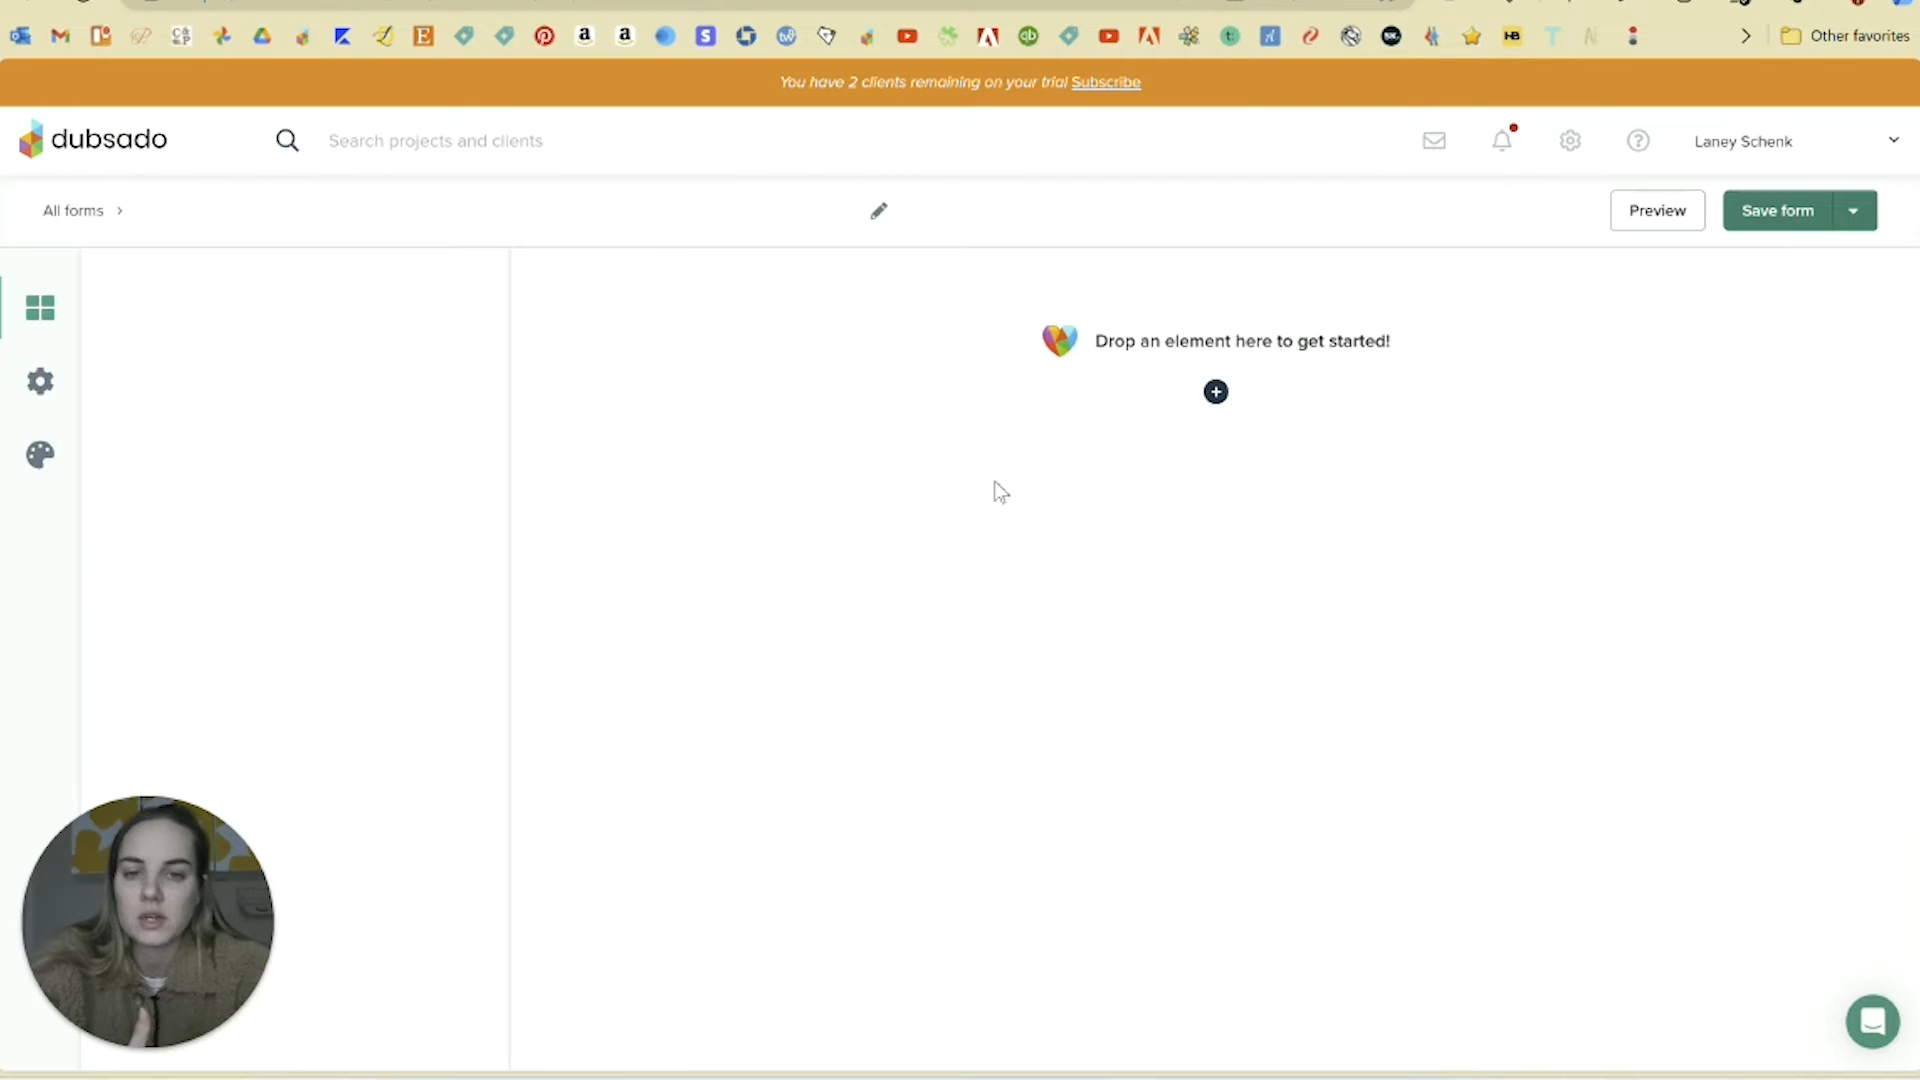 Other favorites
You have 2 clients remaining on your trial Subscribe
dubsado
Search projects and clients
Laney Schenk
All forms
Preview
Save form
Drop an element here to get started!